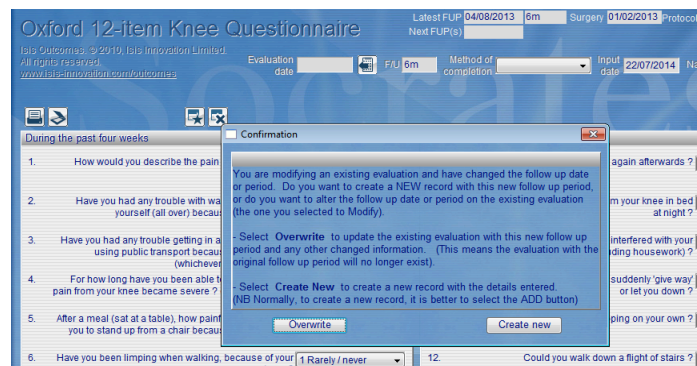 Oxford 12-item Knee Questionnaire
Latest FUP 04/08/2013 6m Surgery 01/02/2013 Protocol
Next FUP(s)
Isis Outcomes. © 2010, Isis Innovation Limited.
All rights reserved.
www.isis-innovation.com/outcomes
Evaluation date
F/U 6m
Method of completion
Input date 22/07/2014 Na
Socrates
During the past four weeks
Confirmation
You are modifying an existing evaluation and have changed the follow up date
or period. Do you want to create a NEW record with this new follow up period,
or do you want to alter the follow up date or period on the existing evaluation
(the one you selected to Modify).
- Select Overwrite to update the existing evaluation with this new follow up
period and any other changed information. (This means the evaluation with the
original follow up period will no longer exist).
- Select Create New to create a new record with the details entered.
(NB Normally, to create a new record, it is better to select the ADD button)
Overwrite
Create new
1. How would you describe the pain
2. Have you had any trouble with wa
yourself (all over) becaus
3. Have you had any trouble getting in a
using public transport becaus
(whichever
4. For how long have you been able t
pain from your knee became severe ?
5. After a meal (sat at a table), how painf
you to stand up from a chair becaus
6. Have you been limping when walking, because of your
1 Rarely / never
again afterwards ?
m your knee in bed
at night ?
interfered with your
ding housework) ?
suddenly 'give way'
or let you down ?
ping on your own ?
12. Could you walk down a flight of stairs ?